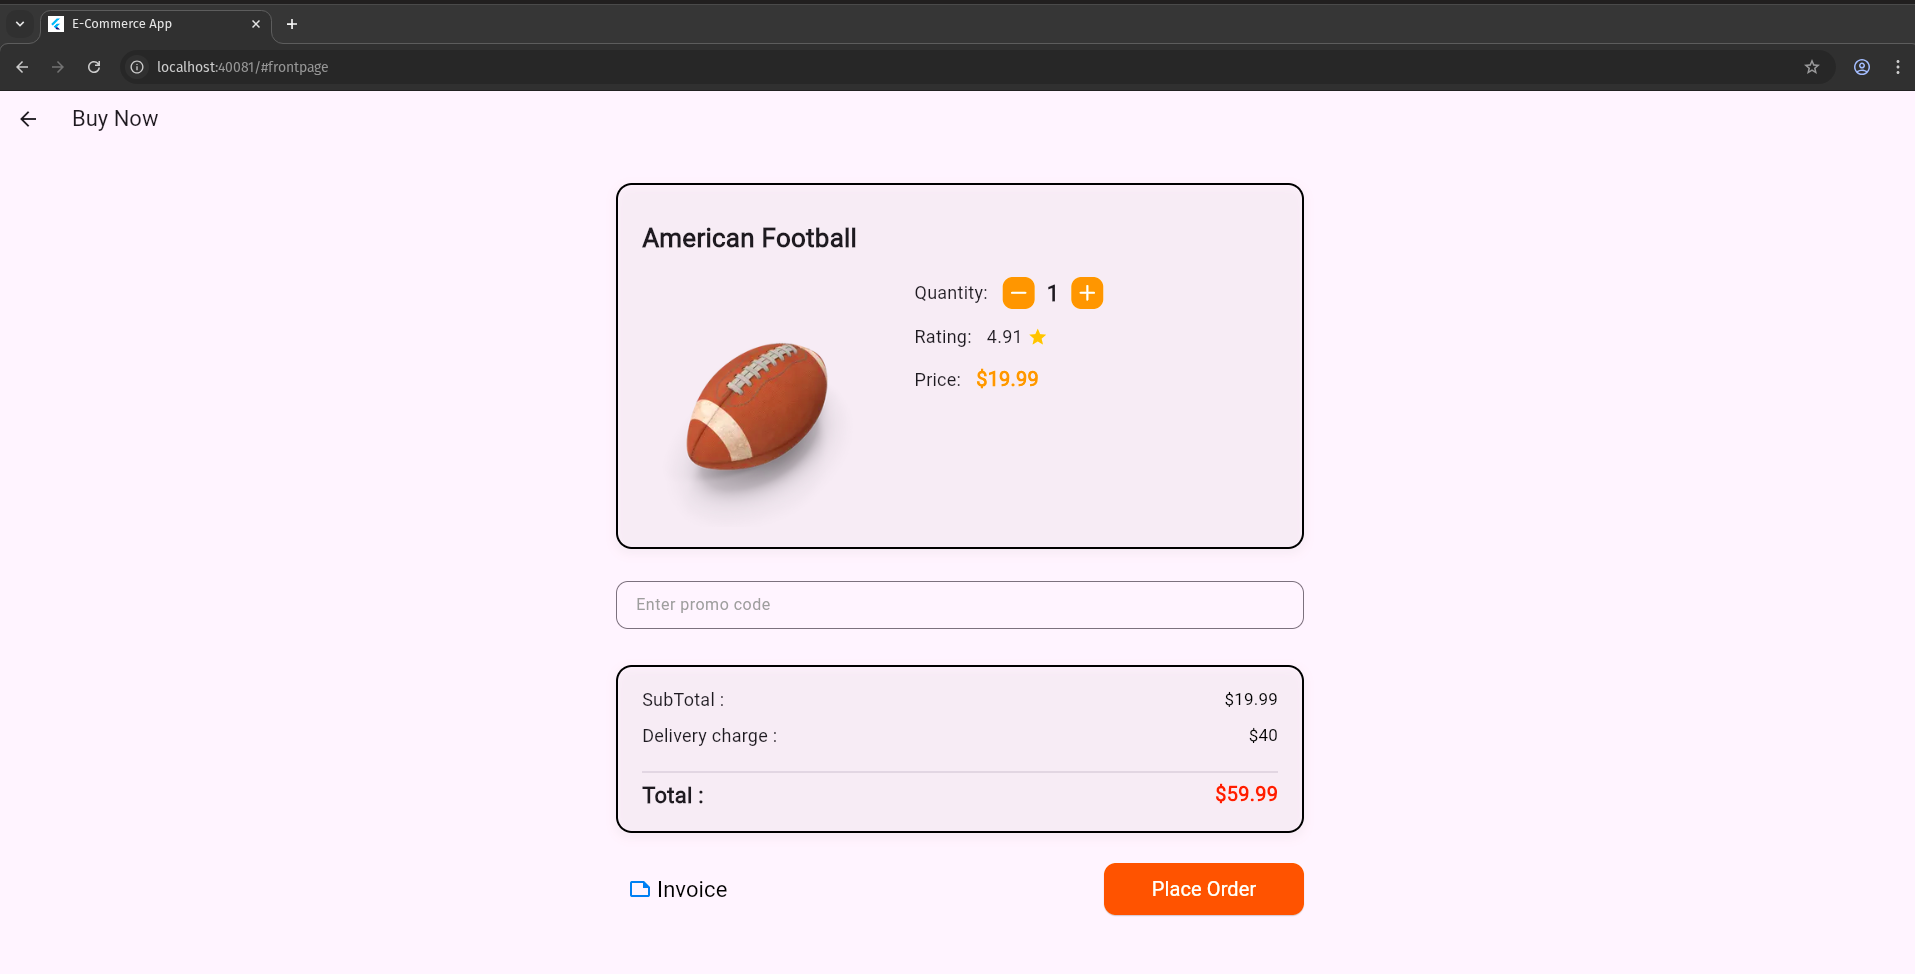 E-Commerce App
localhost:40081/#frontpage
Buy Now
American Football
Quantity: 1
Rating: 4.91
Price: $19.99
Enter promo code
SubTotal : $19.99
Delivery charge : $40
Total : $59.99
Invoice
Place Order